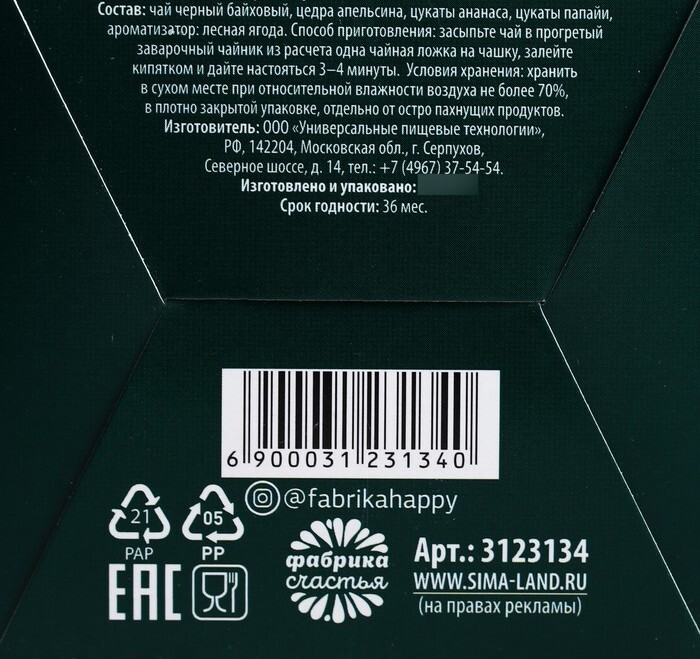 Состав: чай черный байховый, цедра апельсина, цукаты ананаса, цукаты папайи,
ароматизатор: лесная ягода. Способ приготовления: засыпьте чай в прогретый
заварочный чайник из расчета одна чайная ложка на чашку, залейте
кипятком и дайте настояться 3–4 минуты. Условия хранения: хранить
в сухом месте при относительной влажности воздуха не более 70%,
в плотно закрытой упаковке, отдельно от остро пахнущих продуктов.
Изготовитель: ООО «Универсальные пищевые технологии»,
РФ, 142204, Московская обл., г. Серпухов,
Северное шоссе, д. 14, тел.: +7 (4967) 37-54-54.
Изготовлено и упаковано:
Срок годности: 36 мес.
6 900031 231340
@fabrikahappy
21
PAP
05
PP
EAC
фабрика
счастья
Арт.: 3123134
WWW.SIMA-LAND.RU
(на правах рекламы)